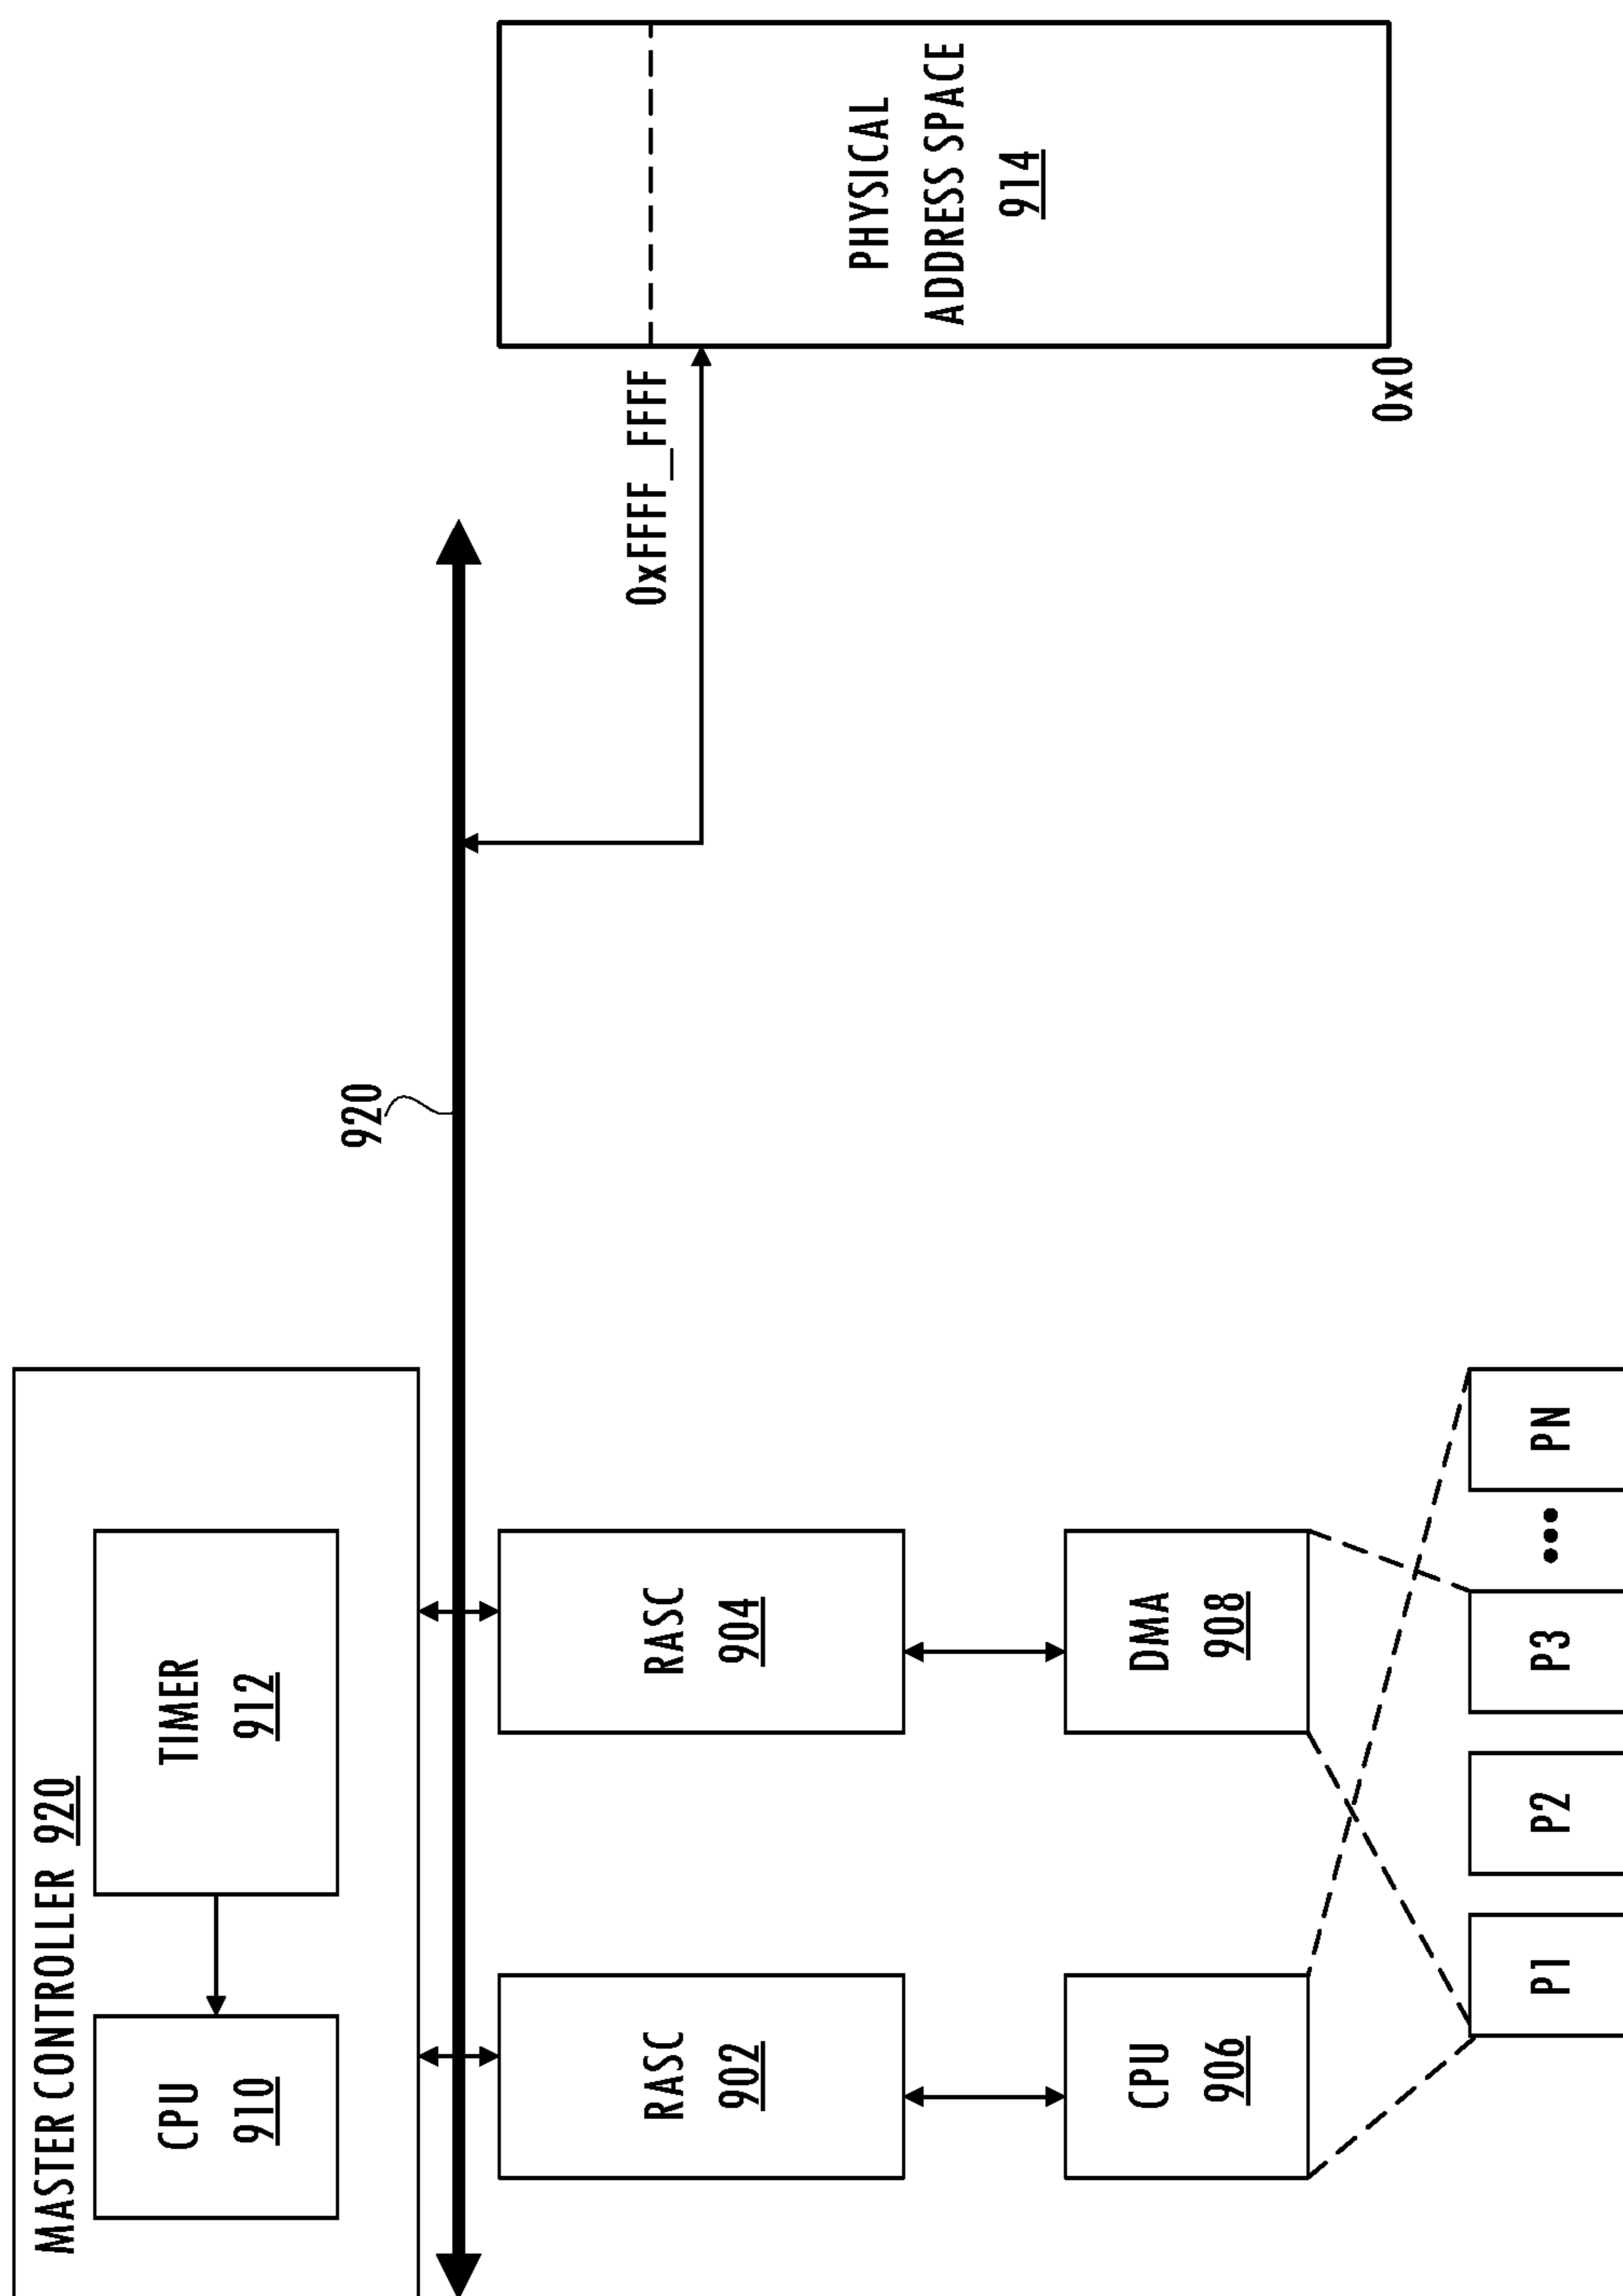 MASTER CONTROLLER 920
CPU
910
TIMER
912
920
RASC
902
RASC
904
0xFFFF_FFFF
PHYSICAL
ADDRESS SPACE
914
CPU
906
DMA
908
0x0
P1
P2
P3
•••
PN